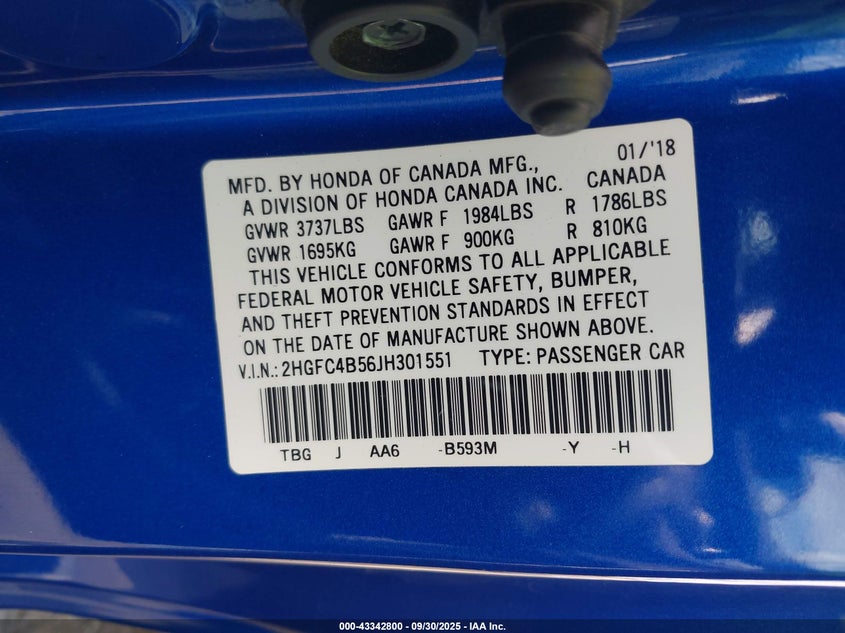 01/'18
MFD. BY HONDA OF CANADA MFG., CANADA
A DIVISION OF HONDA CANADA INC.
GVWR 3737LBS GAWR F 1984LBS R 1786LBS
GVWR 1695KG GAWR F 900KG R 810KG
THIS VEHICLE CONFORMS TO ALL APPLICABLE
FEDERAL MOTOR VEHICLE SAFETY, BUMPER,
AND THEFT PREVENTION STANDARDS IN EFFECT
ON THE DATE OF MANUFACTURE SHOWN ABOVE.
V.I.N.: 2HGFC4B56JH301551 TYPE: PASSENGER CAR
TBG J AA6 -B593M -Y -H
000-43342800 - 09/30/2025 - IAA Inc.